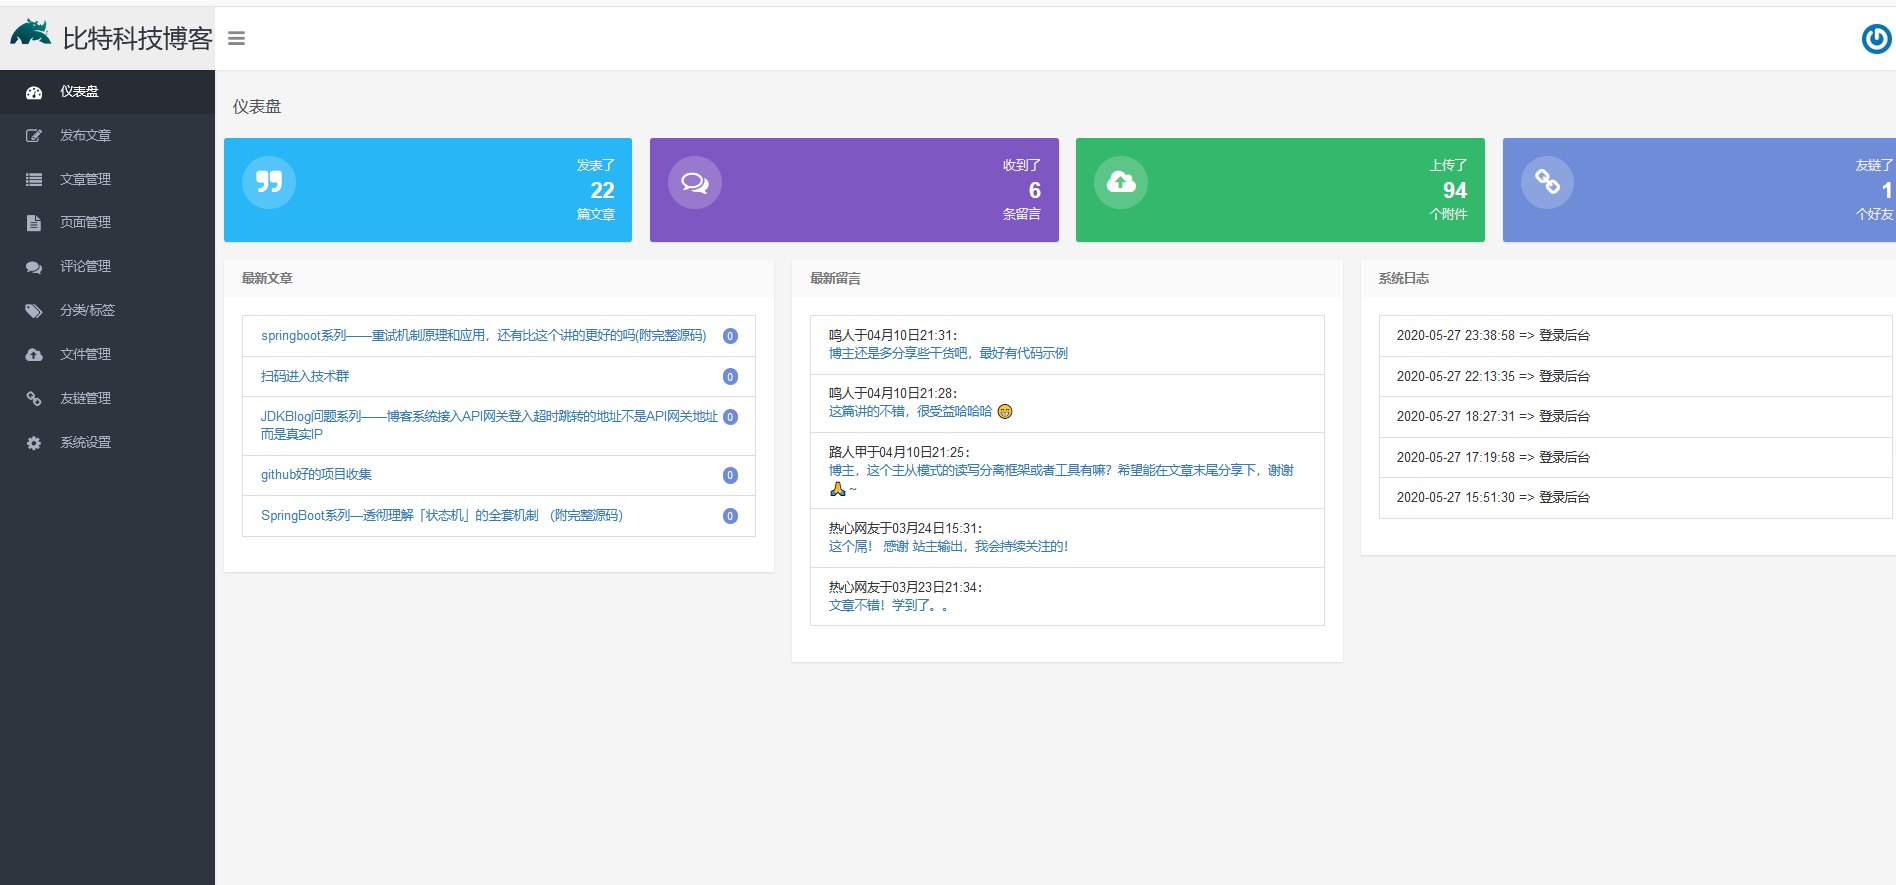 比特科技博客
仪表盘
发布文章
文章管理
页面管理
评论管理
分类/标签
文件管理
友链管理
系统设置
仪表盘
发表了
22
篇文章
收到了
6
条留言
上传了
94
个附件
友链了
1
个好友
最新文章
springboot系列——重试机制原理和应用，还有比这个讲的更好的吗(附完整源码) 0
扫码进入技术群 0
JDKBlog问题系列——博客系统接入API网关登入超时跳转的地址不是API网关地址 0
而是真实IP
github好的项目收集 0
SpringBoot系列—透彻理解「状态机」的全套机制 （附完整源码） 0
最新留言
鸣人于04月10日21:31：
博主还是多分享些干货吧，最好有代码示例
鸣人于04月10日21:28：
这篇讲的不错，很受益哈哈哈 😁
路人甲于04月10日21:25：
博主，这个主从模式的读写分离框架或者工具有嘛？希望能在文章末尾分享下，谢谢
🙏～
热心网友于03月24日15:31：
这个屌！ 感谢 站主输出，我会持续关注的！
热心网友于03月23日21:34：
文章不错！学到了。。
系统日志
2020-05-27 23:38:58 => 登录后台
2020-05-27 22:13:35 => 登录后台
2020-05-27 18:27:31 => 登录后台
2020-05-27 17:19:58 => 登录后台
2020-05-27 15:51:30 => 登录后台